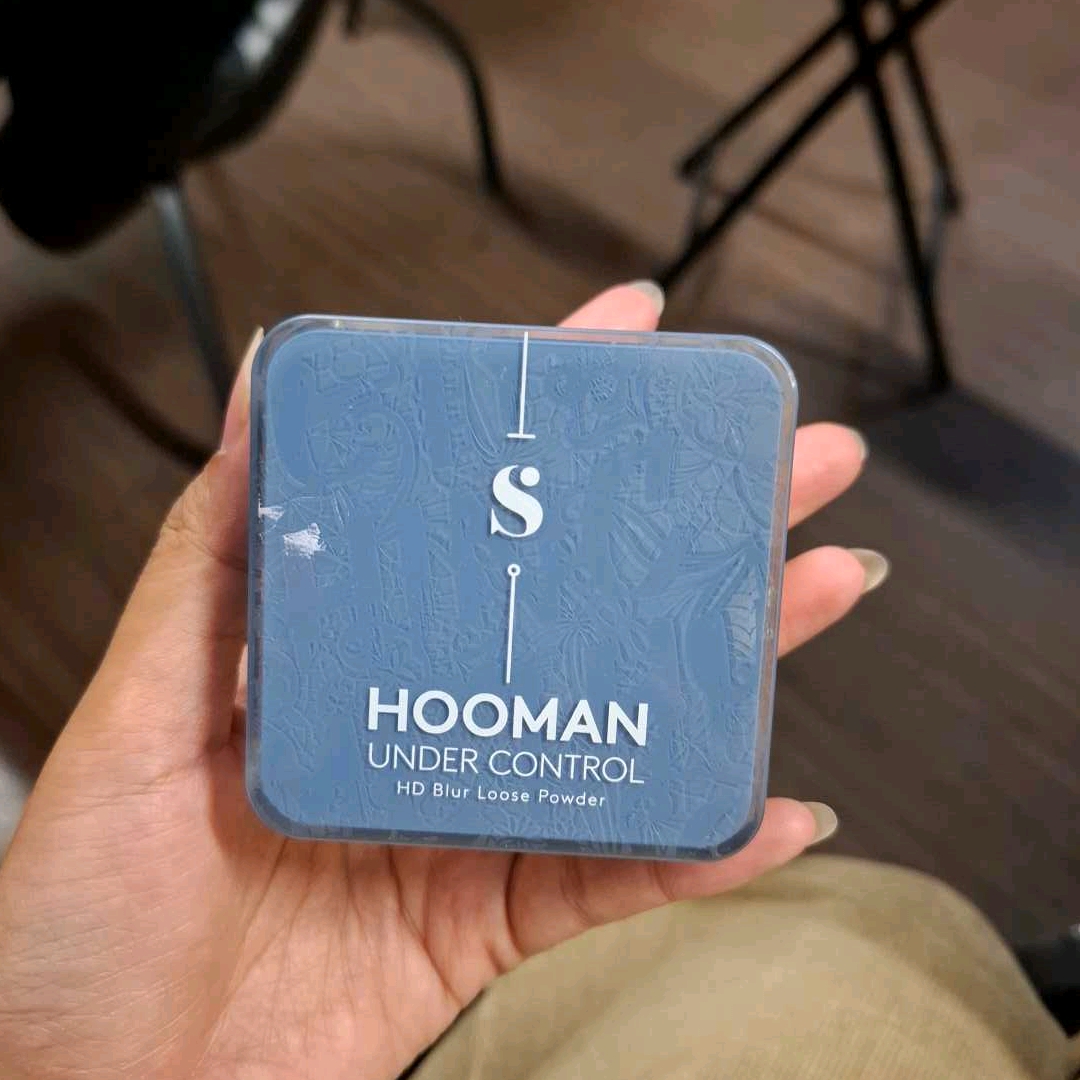 S
HOOMAN
UNDER CONTROL
HD Blur Loose Powder